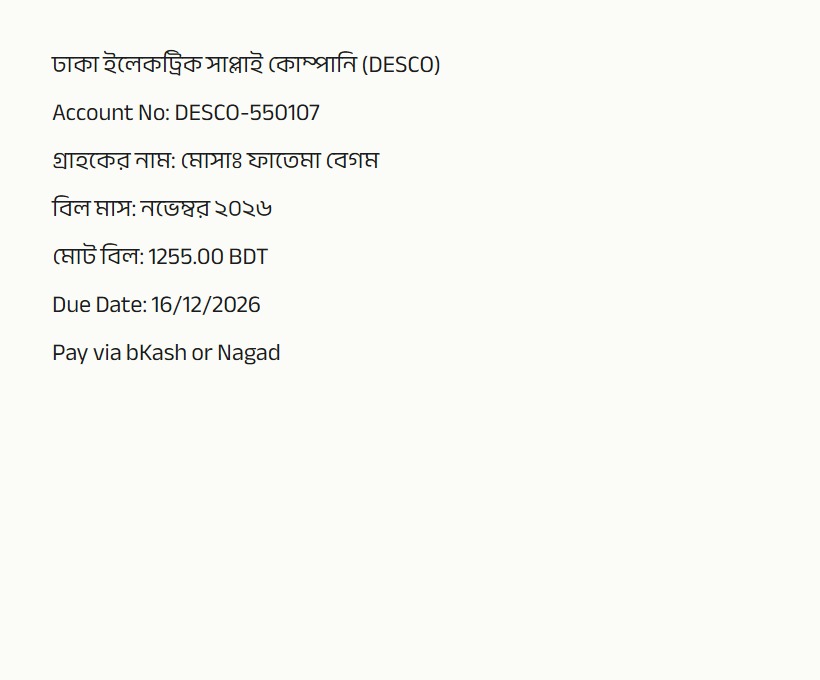 ঢাকা ইলেকট্রিক সাপ্লাই কোম্পানি (DESCO)
Account No: DESCO-550107
গ্রাহকের নাম: মোসাঃ ফাতেমা বেগম
বিল মাস: নভেম্বর ২০২৬
মোট বিল: 1255.00 BDT
Due Date: 16/12/2026
Pay via bKash or Nagad